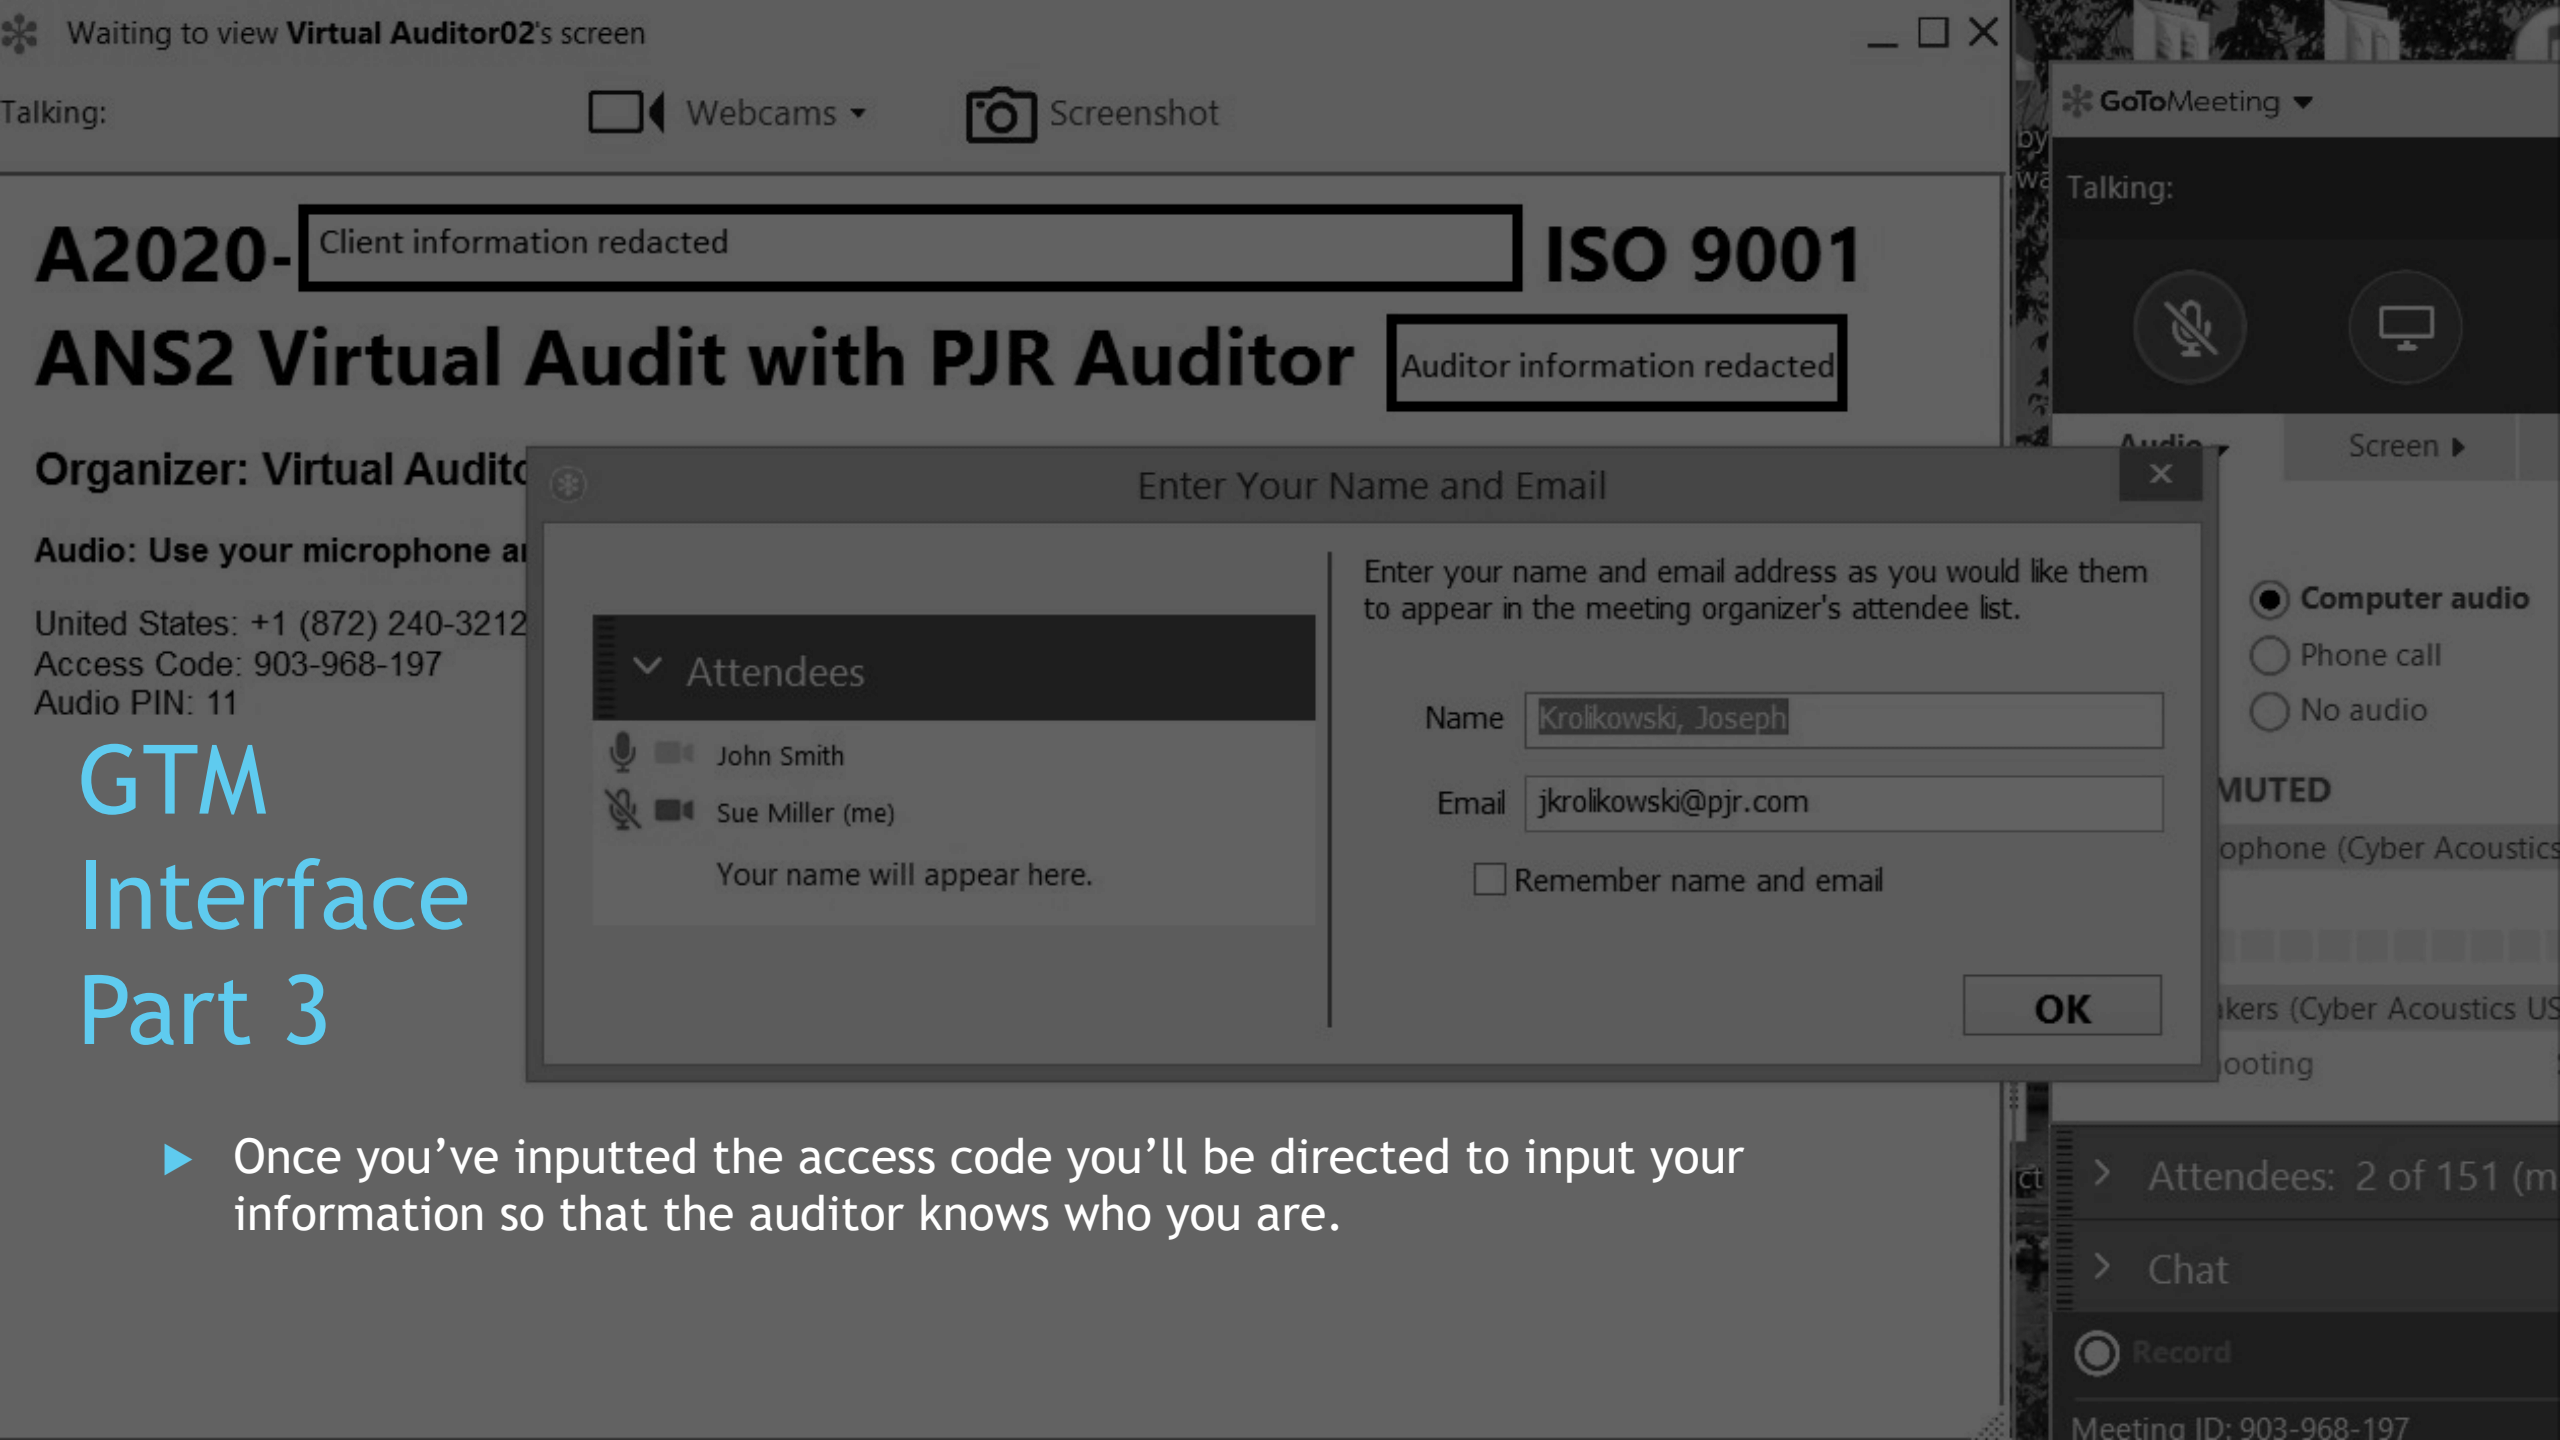 Waiting to view Virtual Auditor02's screen
Talking:
Webcams
Screenshot
A2020- Client information redacted ISO 9001
ANS2 Virtual Audit with PJR Auditor Auditor information redacted
Organizer: Virtual Audito
Audio: Use your microphone a
United States: +1 (872) 240-3212
Access Code: 903-968-197
Audio PIN: 11
Enter Your Name and Email
x
Attendees
John Smith
Sue Miller (me)
Your name will appear here.
Enter your name and email address as you would like them
to appear in the meeting organizer's attendee list.
Name Krolikowski, Joseph
Email jkrolikowski@pjr.com
Remember name and email
OK
by
GoToMeeting
Talking:
Audio
Screen
Computer audio
Phone call
No audio
MUTED
ophone (Cyber Acoustics
kers (Cyber Acoustics US
ooting
ct
Attendees: 2 of 151 (m
Chat
Record
Meeting ID: 903-968-197
GTM
Interface
Part 3
Once you’ve inputted the access code you’ll be directed to input your
information so that the auditor knows who you are.